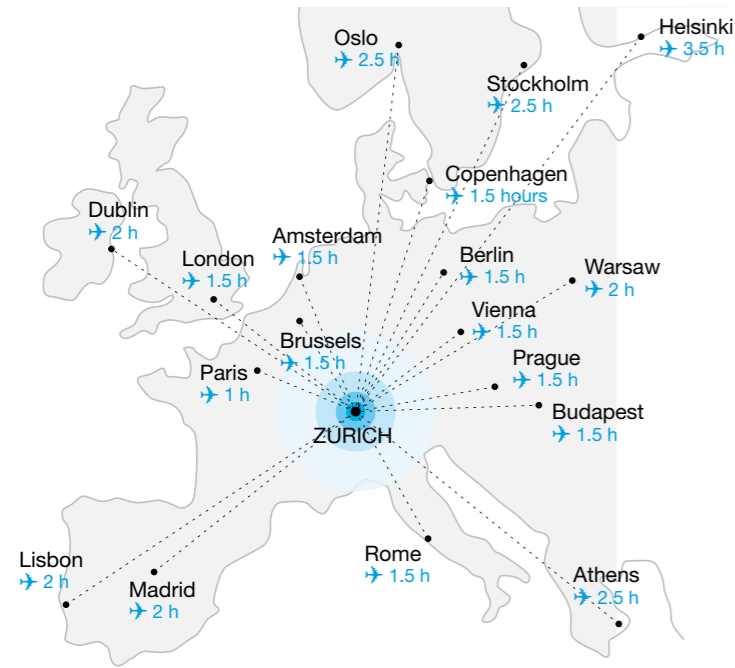 Oslo
2.5 h
Helsinki
3.5 h
Stockholm
2.5 h
Copenhagen
1.5 hours
Dublin
2 h
Amsterdam
1.5 h
London
1.5 h
Berlin
1.5 h
Warsaw
2 h
Vienna
1.5 h
Brussels
1.5 h
Paris
1 h
Prague
1.5 h
Budapest
1.5 h
ZURICH
Lisbon
2 h
Madrid
2 h
Rome
1.5 h
Athens
2.5 h